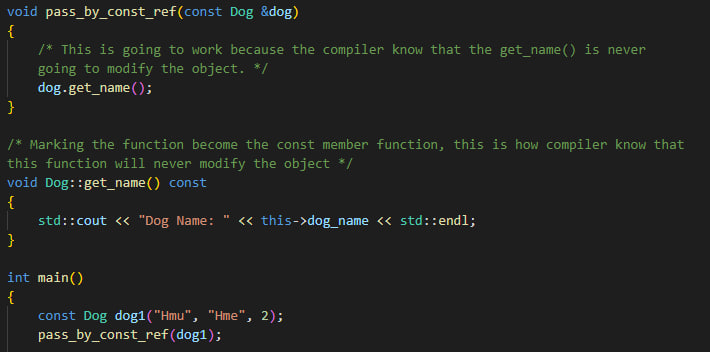 void pass_by_const_ref(const Dog &dog)
{
/* This is going to work because the compiler know that the get_name() is never
going to modify the object. */
dog.get_name();
}
/* Marking the function become the const member function, this is how compiler know that
this function will never modify the object */
void Dog::get_name() const
{
std::cout << "Dog Name: " << this->dog_name << std::endl;
}
int main()
{
const Dog dog1("Hmu", "Hme", 2);
pass_by_const_ref(dog1);